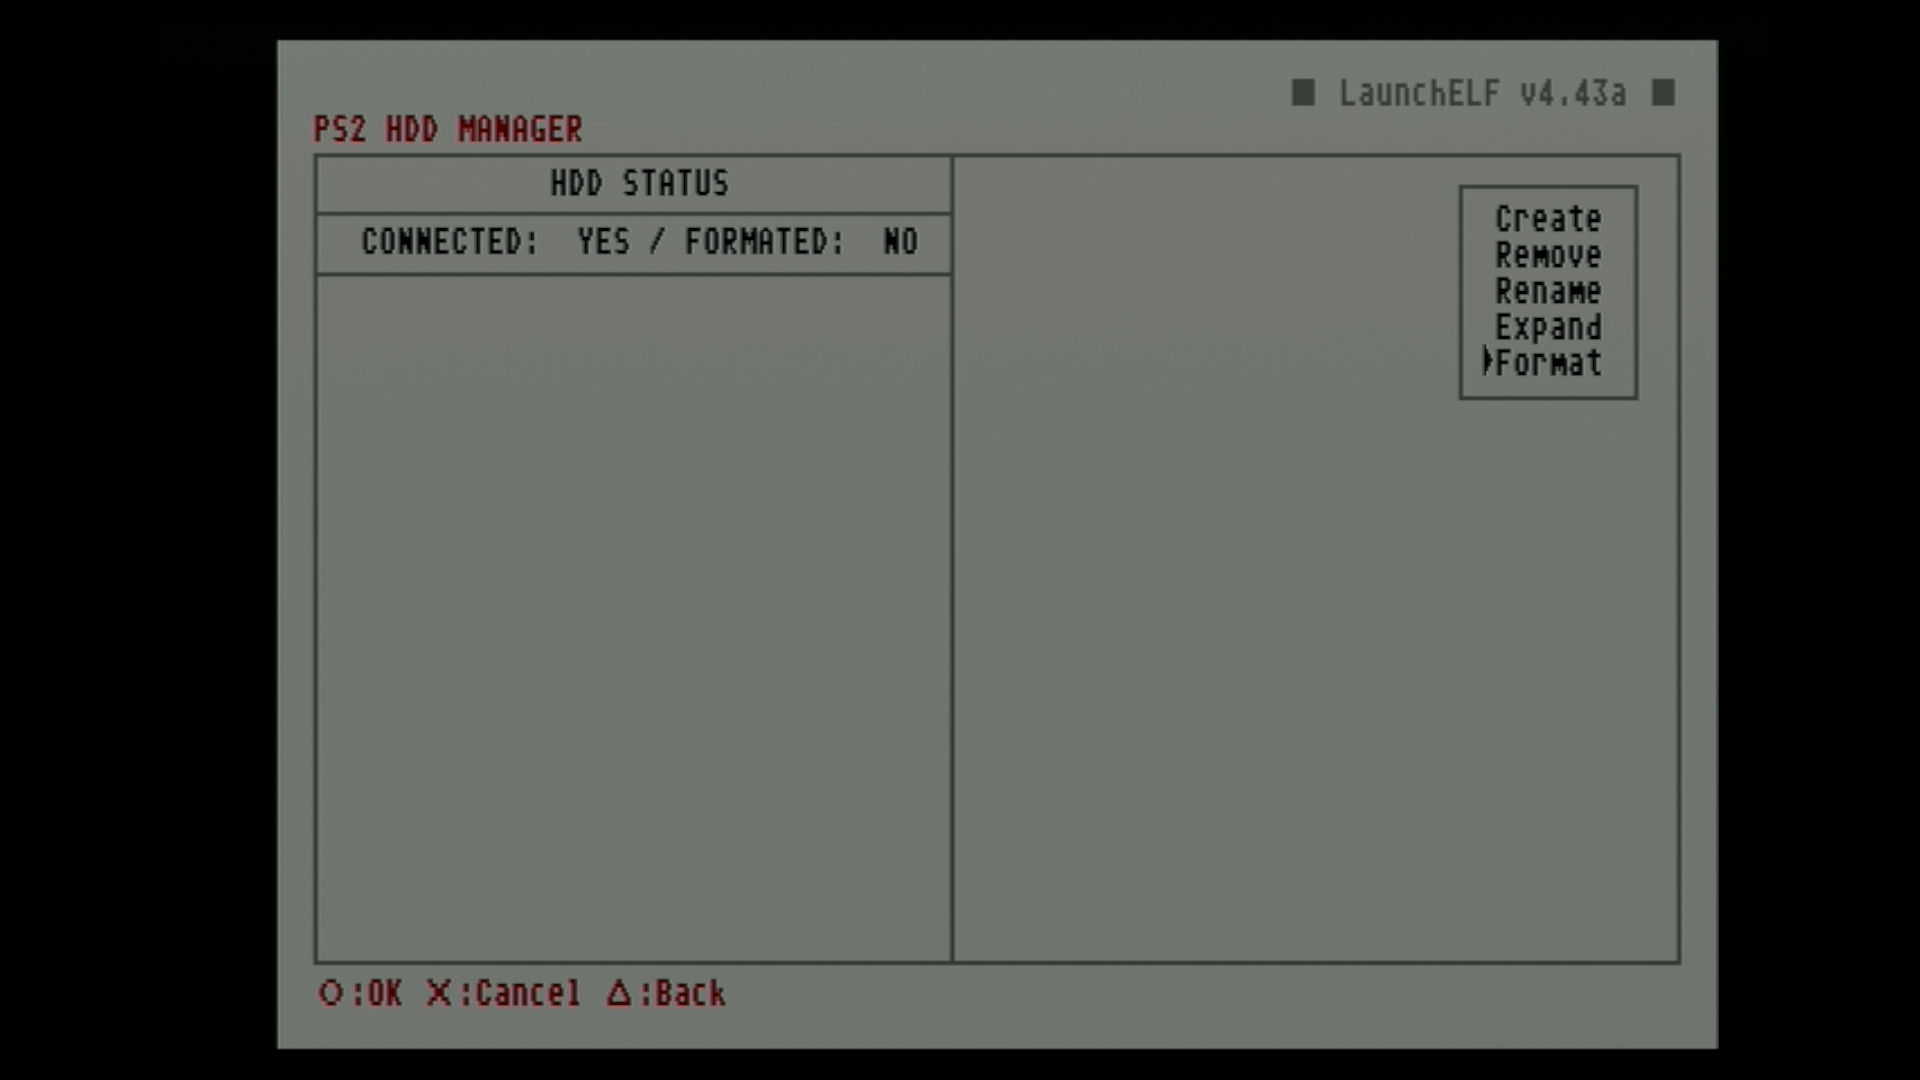 ■ LaunchELF v4.43a ■
PS2 HDD MANAGER
HDD STATUS
CONNECTED: YES / FORMATED: NO
Create
Remove
Rename
Expand
Format
O:OK X:Cancel △:Back